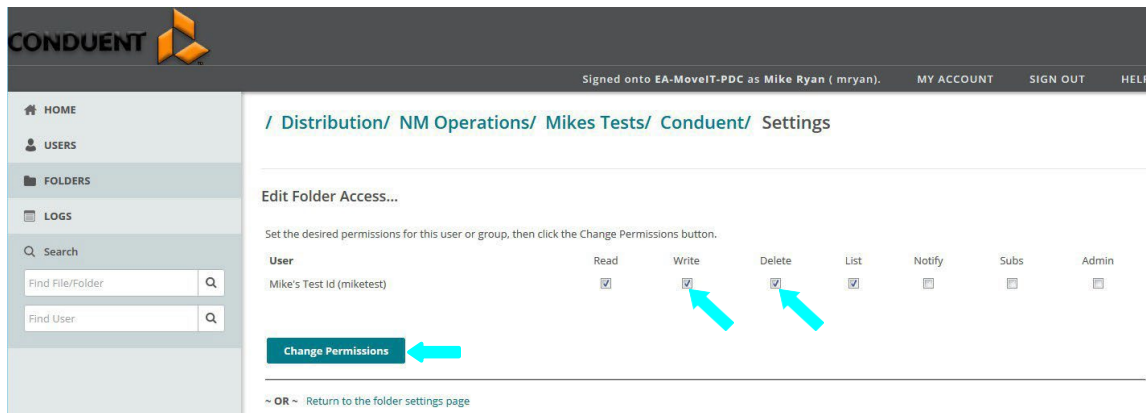 CONDUENT
Signed onto EA-MoveIT-PDC as Mike Ryan ( mryan). MY ACCOUNT SIGN OUT HELP
HOME
USERS
FOLDERS
LOGS
Search
Find File/Folder
Find User
/ Distribution/ NM Operations/ Mikes Tests/ Conduent/ Settings
Edit Folder Access...
Set the desired permissions for this user or group, then click the Change Permissions button.
User Read Write Delete List Notify Subs Admin
Mike's Test Id (miketest)
Change Permissions
~ OR ~ Return to the folder settings page